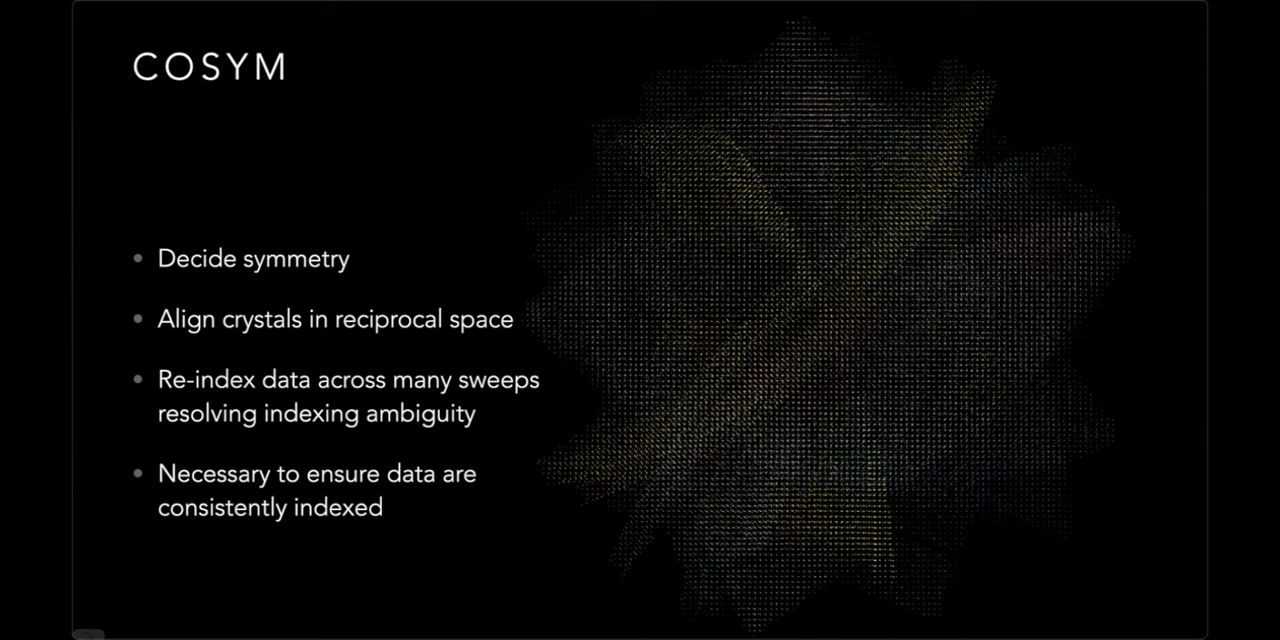 COSYM
• Decide symmetry
• Align crystals in reciprocal space
• Re-index data across many sweeps
resolving indexing ambiguity
• Necessary to ensure data are
consistently indexed